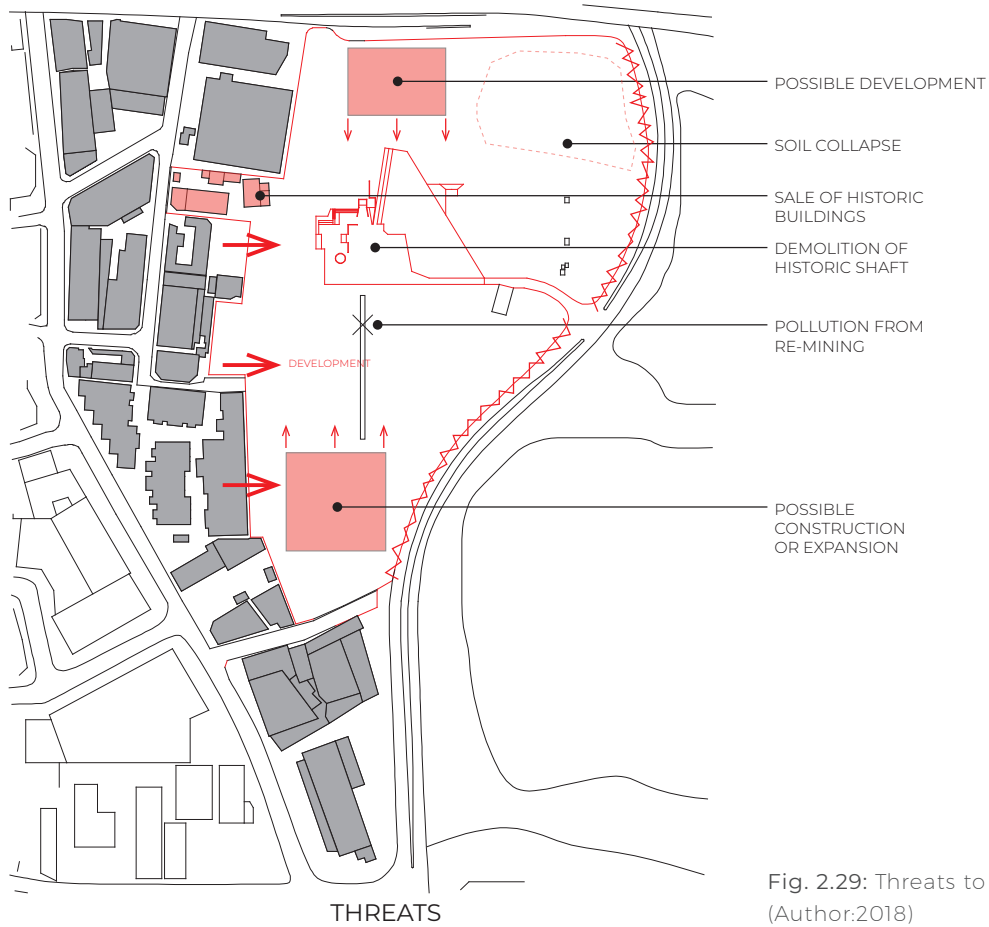 POSSIBLE DEVELOPMENT
SOIL COLLAPSE
SALE OF HISTORIC
BUILDINGS
DEMOLITION OF
HISTORIC SHAFT
POLLUTION FROM
RE-MINING
DEVELOPMENT
POSSIBLE
CONSTRUCTION
OR EXPANSION
THREATS
Fig. 2.29: Threats to
(Author:2018)